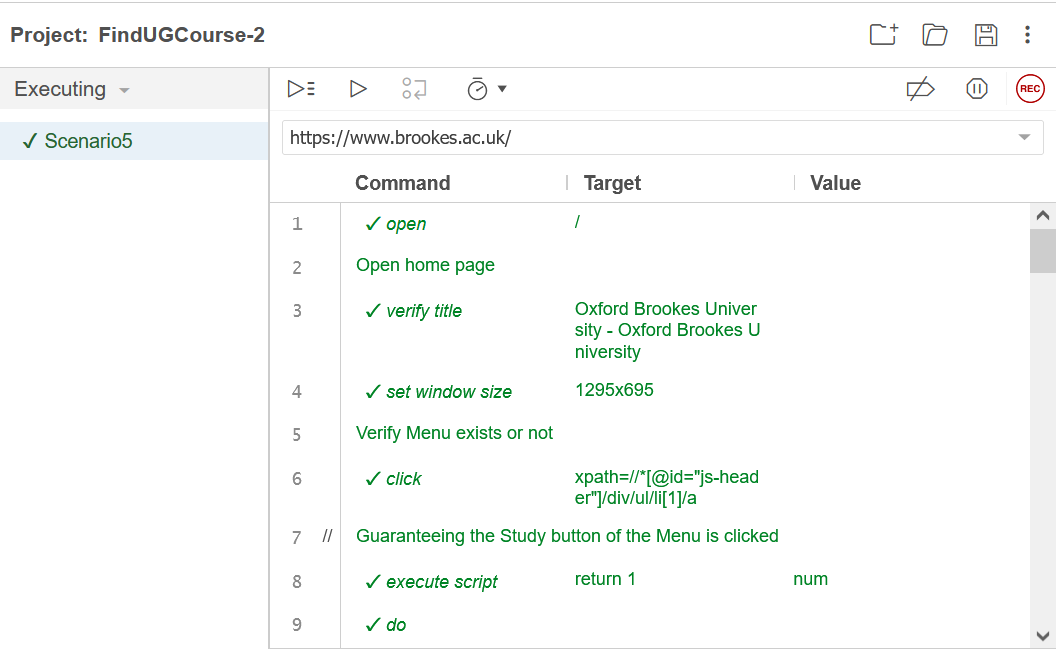 Project: FindUGCourse-2
Executing
REC
✓ Scenario5
https://www.brookes.ac.uk/
Command Target Value
1 ✓ open /
2 Open home page
3 ✓ verify title Oxford Brookes Univer
sity - Oxford Brookes U
niversity
4 ✓ set window size 1295x695
5 Verify Menu exists or not
6 ✓ click xpath=//*[@id="js-head
er"]/div/ul/li[1]/a
7 // Guaranteeing the Study button of the Menu is clicked
8 ✓ execute script return 1 num
9 ✓ do